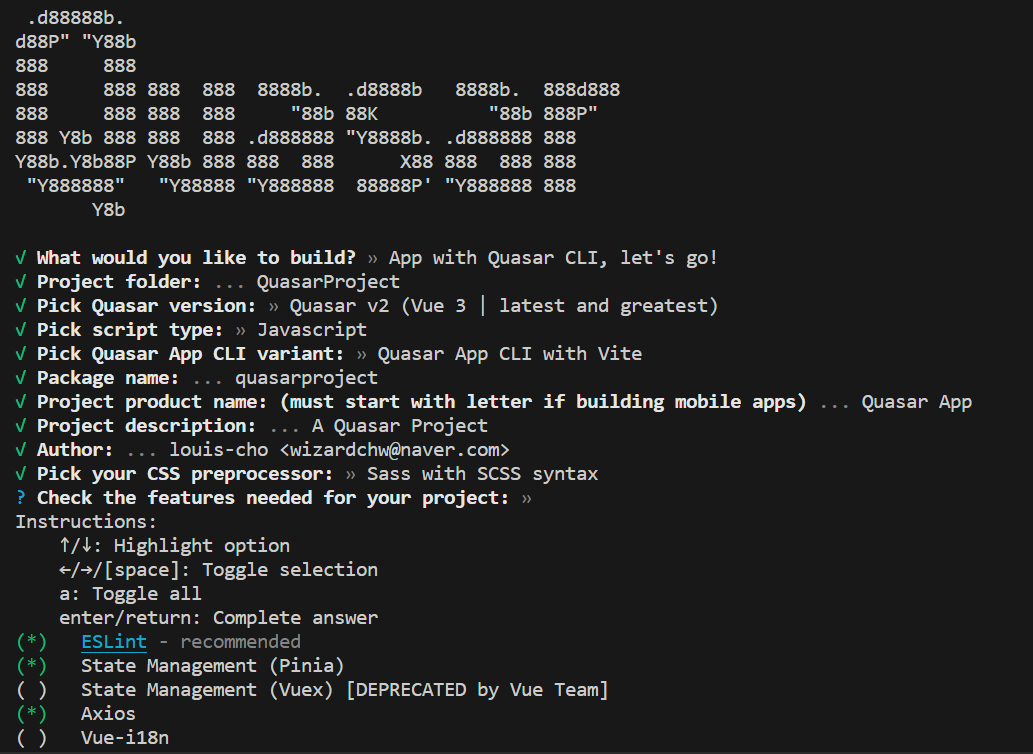 .d88888b.
d88P" "Y88b
888     888
888     888 888  888  8888b.  .d8888b   8888b.  888d888
888     888 888  888     "88b 88K          "88b 888P"
888 Y8b 888 888  888 .d888888 "Y8888b. .d888888 888
Y88b.Y8b88P Y88b 888 888  888      X88 888  888 888
 "Y888888"   "Y88888 "Y888888  88888P' "Y888888 888
       Y8b
√ What would you like to build? » App with Quasar CLI, let's go!
√ Project folder: ... QuasarProject
√ Pick Quasar version: » Quasar v2 (Vue 3 | latest and greatest)
√ Pick script type: » Javascript
√ Pick Quasar App CLI variant: » Quasar App CLI with Vite
√ Package name: ... quasarproject
√ Project product name: (must start with letter if building mobile apps) ... Quasar App
√ Project description: ... A Quasar Project
√ Author: ... louis-cho <wizardchw@naver.com>
√ Pick your CSS preprocessor: » Sass with SCSS syntax
? Check the features needed for your project: »
Instructions:
    ↑/↓: Highlight option
    ←/→/[space]: Toggle selection
    a: Toggle all
    enter/return: Complete answer
(*)   ESLint - recommended
(*)   State Management (Pinia)
( )   State Management (Vuex) [DEPRECATED by Vue Team]
(*)   Axios
( )   Vue-i18n